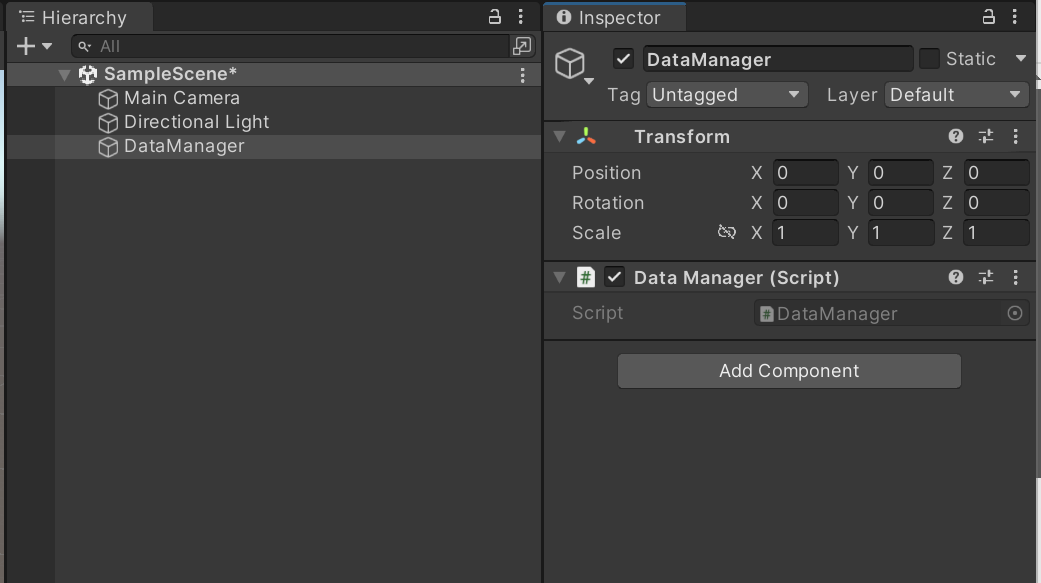 Hierarchy
All
SampleScene*
Main Camera
Directional Light
DataManager
Inspector
DataManager Static
Tag Untagged Layer Default
Transform
Position X 0 Y 0 Z 0
Rotation X 0 Y 0 Z 0
Scale X 1 Y 1 Z 1
# Data Manager (Script)
Script # DataManager
Add Component